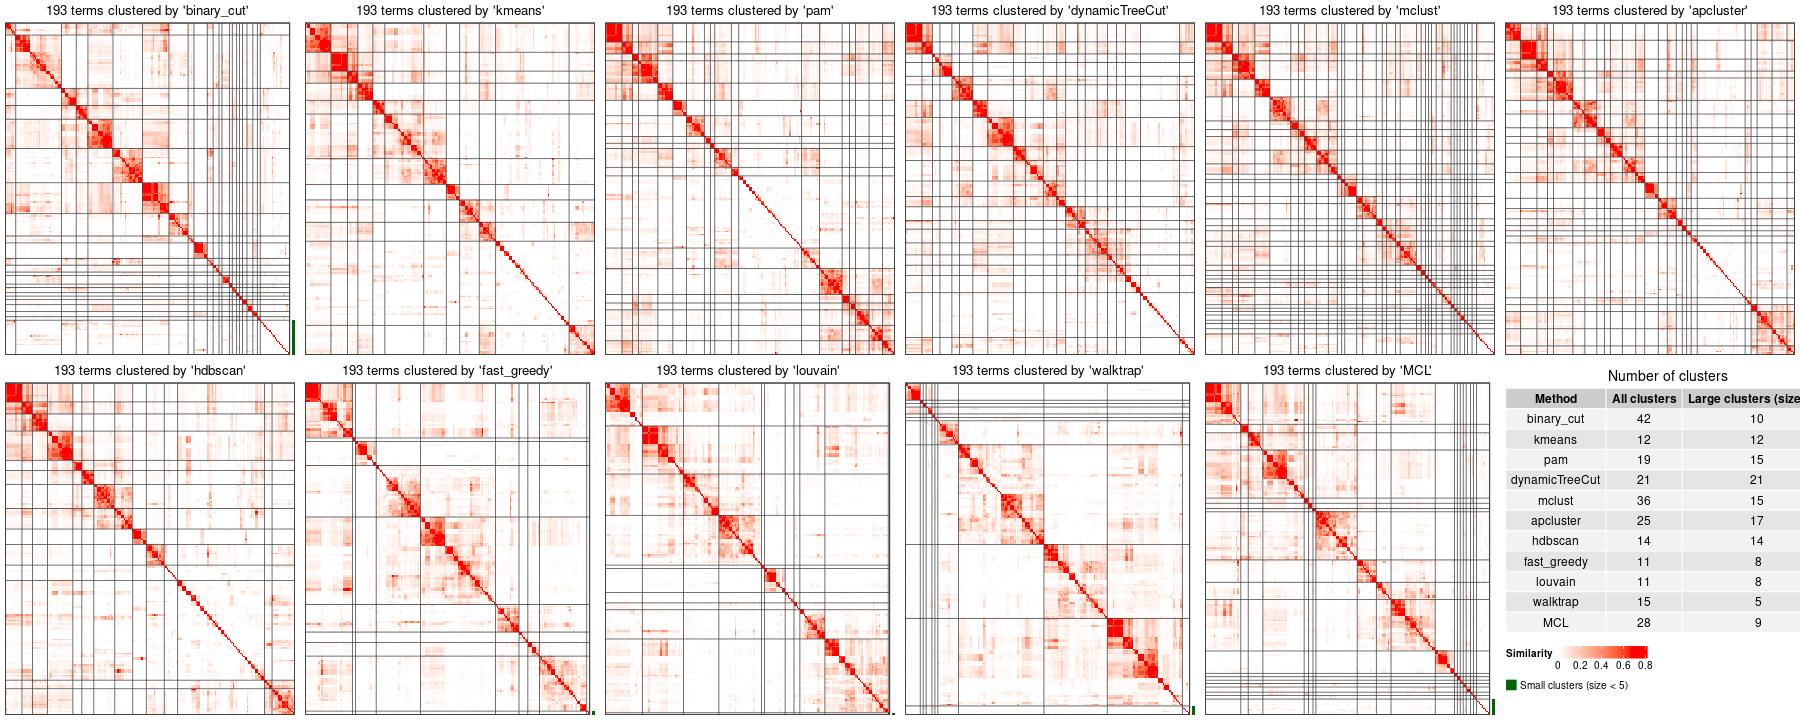 193 terms clustered by 'binary_cut'
193 terms clustered by 'kmeans'
193 terms clustered by 'pam'
193 terms clustered by 'dynamicTreeCut'
193 terms clustered by 'mclust'
193 terms clustered by 'apcluster'
193 terms clustered by 'hdbscan'
193 terms clustered by 'fast_greedy'
193 terms clustered by 'louvain'
193 terms clustered by 'walktrap'
193 terms clustered by 'MCL'
Number of clusters
Method All clusters Large clusters (size
binary_cut 42 10
kmeans 12 12
pam 19 15
dynamicTreeCut 21 21
mclust 36 15
apcluster 25 17
hdbscan 14 14
fast_greedy 11 8
louvain 11 8
walktrap 15 5
MCL 28 9
Similarity
0 0.2 0.4 0.6 0.8
Small clusters (size < 5)